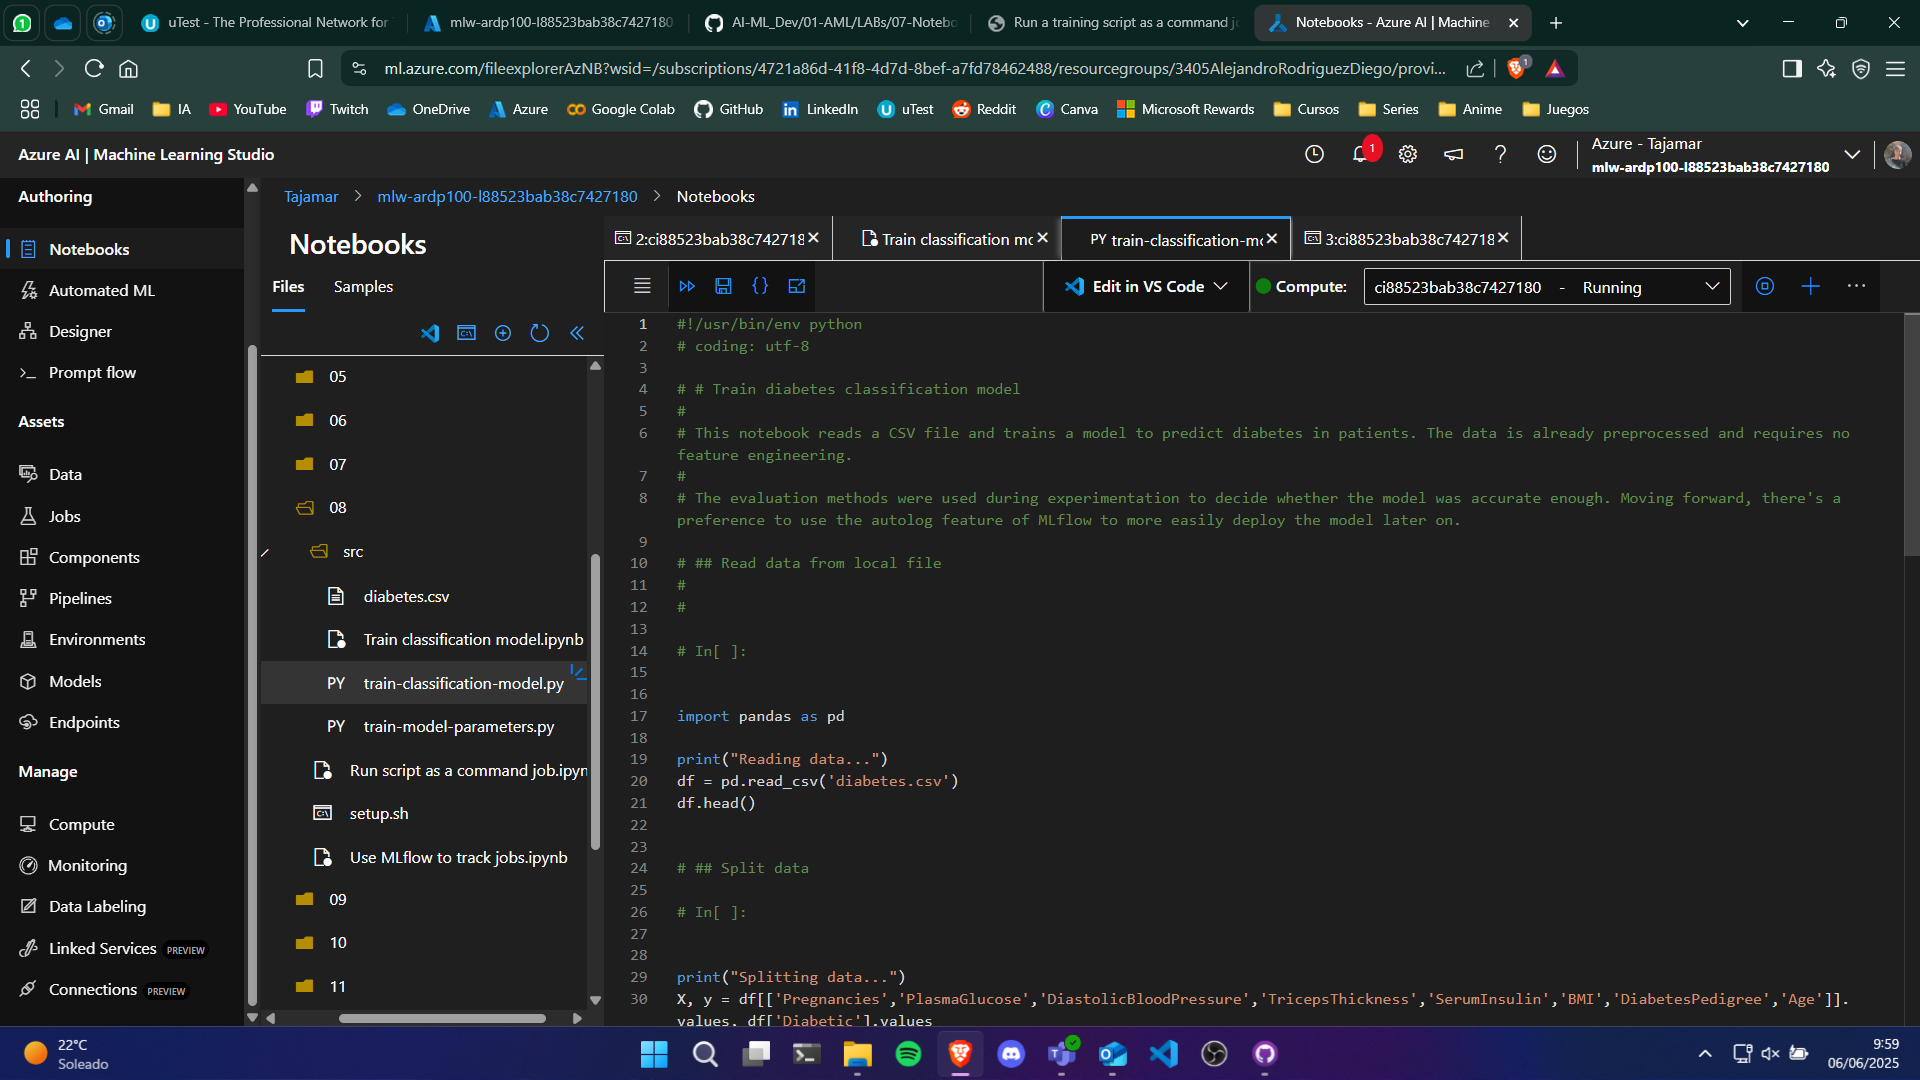 uTest - The Professional Network for
mlw-ardp100-l88523bab38c7427180
AI-ML_Dev/01-AML/LABs/07-Notebo
Run a training script as a command jo
Notebooks - Azure AI | Machine
ml.azure.com/fileexplorerAzNB?wsid=/subscriptions/4721a86d-41f8-4d7d-8bef-a7fd78462488/resourcegroups/3405AlejandroRodriguezDiego/provi...
1
Gmail
IA
YouTube
Twitch
OneDrive
Azure
Google Colab
GitHub
LinkedIn
uTest
Reddit
Canva
Microsoft Rewards
Cursos
Series
Anime
Juegos
Azure AI | Machine Learning Studio
1
Azure - Tajamar
mlw-ardp100-l88523bab38c7427180
Authoring
Notebooks
Automated ML
Designer
Prompt flow
Assets
Data
Jobs
Components
Pipelines
Environments
Models
Endpoints
Manage
Compute
Monitoring
Data Labeling
Linked Services PREVIEW
Connections PREVIEW
Tajamar > mlw-ardp100-l88523bab38c7427180 > Notebooks
Notebooks
Files
Samples
05
06
07
08
src
diabetes.csv
Train classification model.ipynb
PY train-classification-model.py
PY train-model-parameters.py
Run script as a command job.ipyn
setup.sh
Use MLflow to track jobs.ipynb
09
10
11
2:ci88523bab38c742718
Train classification mo
PY train-classification-mo
3:ci88523bab38c742718
Edit in VS Code
Compute:
ci88523bab38c7427180 - Running
1 #!/usr/bin/env python
2 # coding: utf-8
3
4 # # Train diabetes classification model
5 #
6 # This notebook reads a CSV file and trains a model to predict diabetes in patients. The data is already preprocessed and requires no
feature engineering.
7 #
8 # The evaluation methods were used during experimentation to decide whether the model was accurate enough. Moving forward, there's a
preference to use the autolog feature of MLflow to more easily deploy the model later on.
9
10 # ## Read data from local file
11 #
12 #
13
14 # In[ ]:
15
16
17 import pandas as pd
18
19 print("Reading data...")
20 df = pd.read_csv('diabetes.csv')
21 df.head()
22
23
24 # ## Split data
25
26 # In[ ]:
27
28
29 print("Splitting data...")
30 X, y = df[['Pregnancies','PlasmaGlucose','DiastolicBloodPressure','TricepsThickness','SerumInsulin','BMI','DiabetesPedigree','Age']].
values, df['Diabetic'].values
22°C
Soleado
9:59
06/06/2025